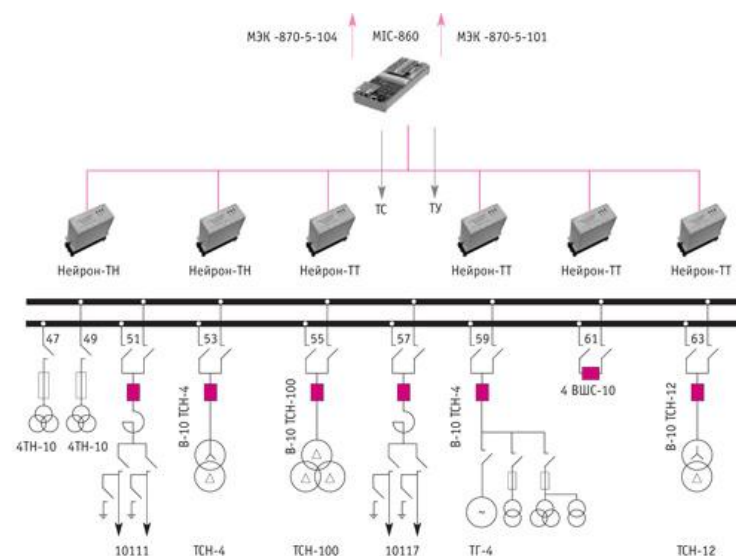 МЭК -870-5-104 MIC-860 МЭК -870-5-101
ТС ТУ
Нейрон-ТН Нейрон-ТН Нейрон-ТТ Нейрон-ТТ Нейрон-ТТ Нейрон-ТТ
47 49 51 53 55 57 59 61 63
4 ВШС-10
В-10 ТСН-4
В-10 ТСН-100
В-10 ТСН-4
В-10 ТСН-12
4ТН-10 4ТН-10
~
10111 ТСН-4 ТСН-100 10117 ТГ-4 ТСН-12